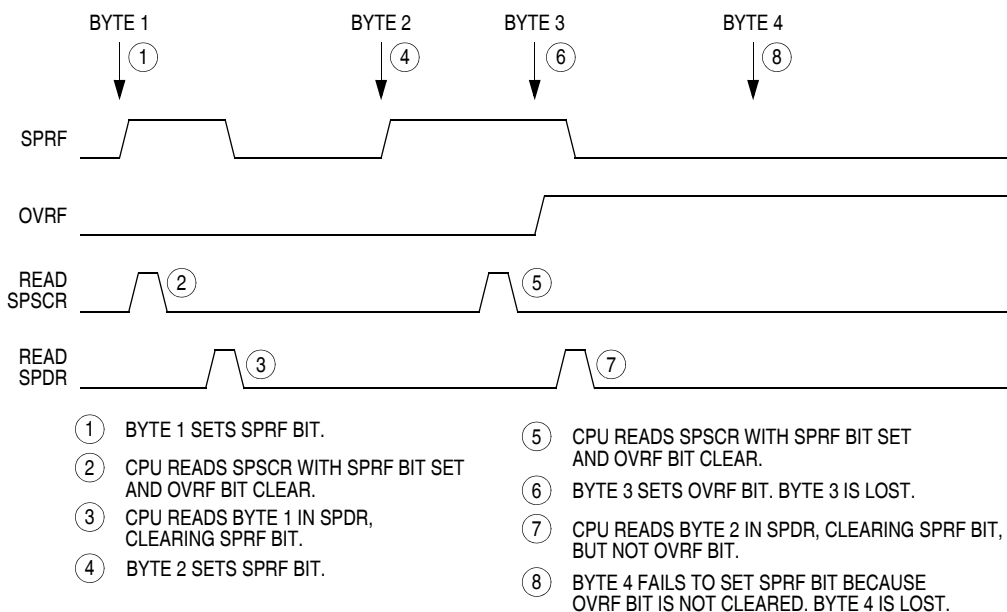 BYTE 1
BYTE 2
BYTE 3
BYTE 4
1
4
6
8
SPRF
OVRF
READ
SPSCR
2
5
READ
SPDR
3
7
1 BYTE 1 SETS SPRF BIT.
2 CPU READS SPSCR WITH SPRF BIT SET
AND OVRF BIT CLEAR.
3 CPU READS BYTE 1 IN SPDR,
CLEARING SPRF BIT.
4 BYTE 2 SETS SPRF BIT.
5 CPU READS SPSCR WITH SPRF BIT SET
AND OVRF BIT CLEAR.
6 BYTE 3 SETS OVRF BIT. BYTE 3 IS LOST.
7 CPU READS BYTE 2 IN SPDR, CLEARING SPRF BIT,
BUT NOT OVRF BIT.
8 BYTE 4 FAILS TO SET SPRF BIT BECAUSE
OVRF BIT IS NOT CLEARED. BYTE 4 IS LOST.